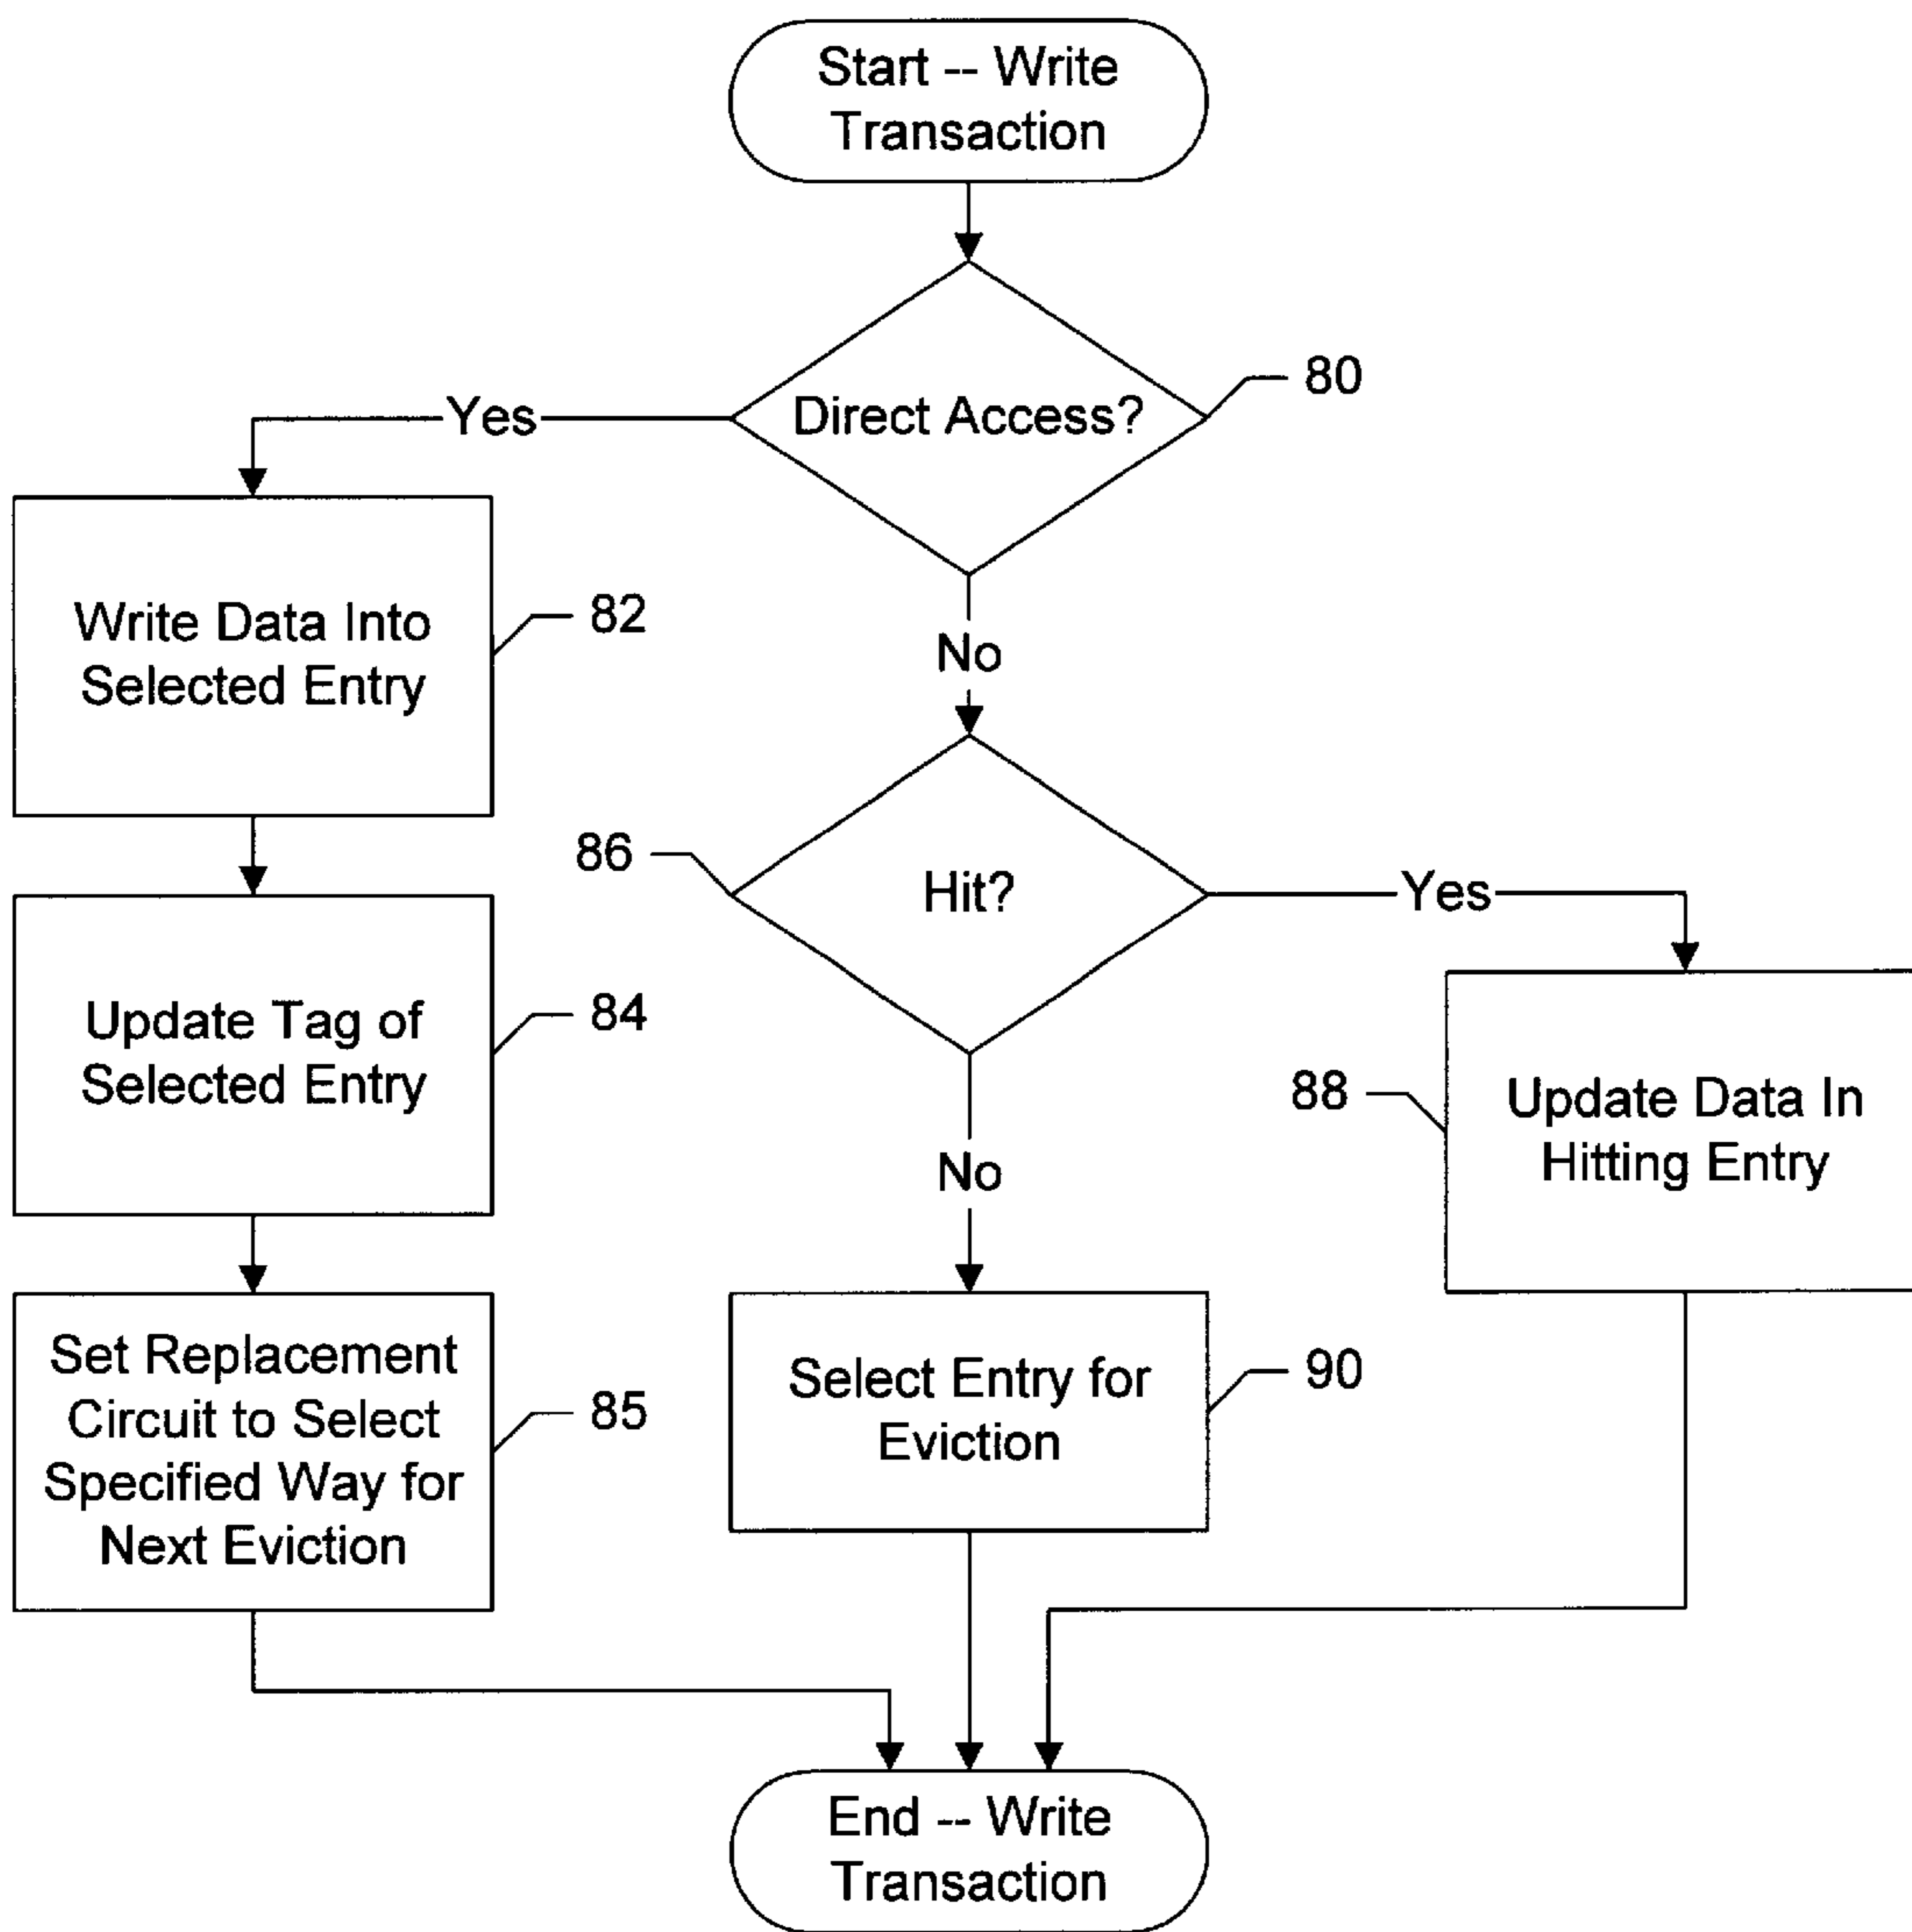 Start -- Write
Transaction
Direct Access?
80
Yes
No
Write Data Into
Selected Entry
82
86
Hit?
Yes
Update Tag of
Selected Entry
84
88
Update Data In
Hitting Entry
No
Set Replacement
Circuit to Select
Specified Way for
Next Eviction
85
Select Entry for
Eviction
90
End -- Write
Transaction